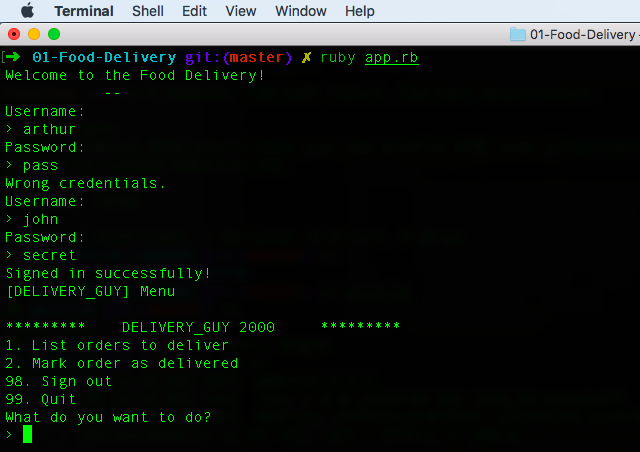 Terminal Shell Edit View Window Help
01-Food-Delivery —
[➜ 01-Food-Delivery git:(master) ✗ ruby app.rb
Welcome to the Food Delivery!
--
Username:
> arthur
Password:
> pass
Wrong credentials.
Username:
> john
Password:
> secret
Signed in successfully!
[DELIVERY_GUY] Menu
********* DELIVERY_GUY 2000 *********
1. List orders to deliver
2. Mark order as delivered
98. Sign out
99. Quit
What do you want to do?
>